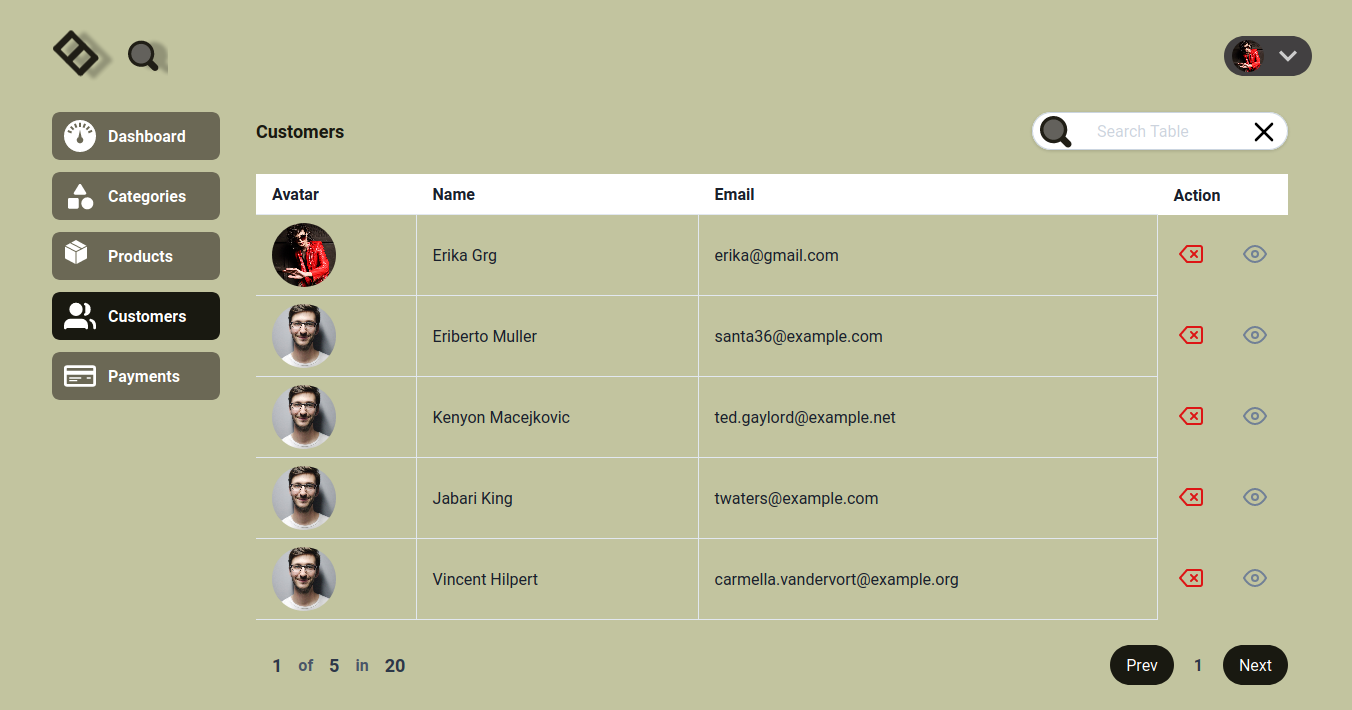 Dashboard
Categories
Products
Customers
Payments
Customers
Search Table
Avatar Name Email Action
Erika Grg erika@gmail.com
Eriberto Muller santa36@example.com
Kenyon Macejkovic ted.gaylord@example.net
Jabari King twaters@example.com
Vincent Hilpert carmella.vandervort@example.org
1 of 5 in 20
Prev 1 Next